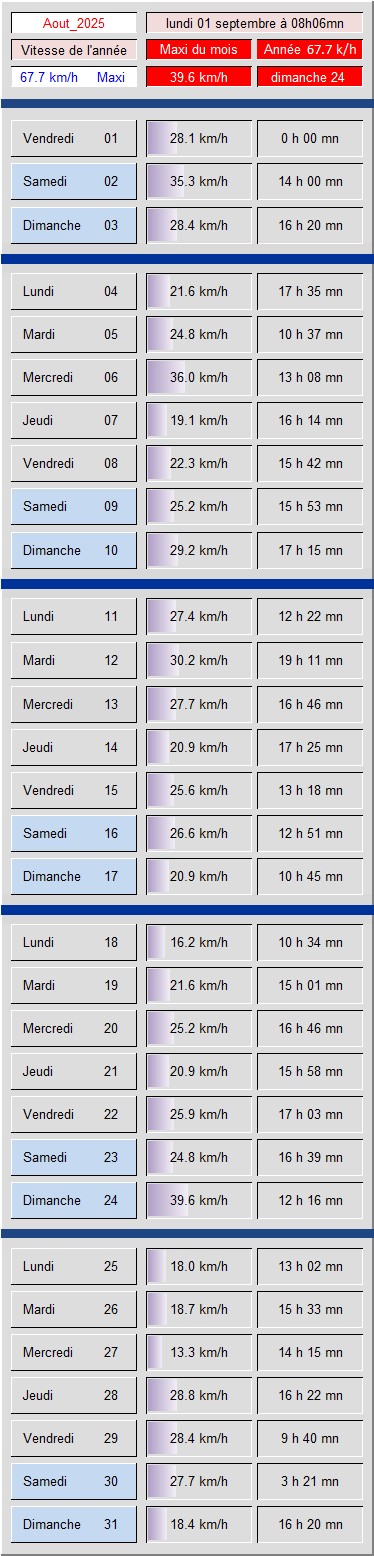 Aout_2025 lundi 01 septembre à 08h06mn
Vitesse de l'année Maxi du mois Année 67.7 k/h
67.7 km/h Maxi 39.6 km/h dimanche 24
Vendredi 01 28.1 km/h 0 h 00 mn
Samedi 02 35.3 km/h 14 h 00 mn
Dimanche 03 28.4 km/h 16 h 20 mn
Lundi 04 21.6 km/h 17 h 35 mn
Mardi 05 24.8 km/h 10 h 37 mn
Mercredi 06 36.0 km/h 13 h 08 mn
Jeudi 07 19.1 km/h 16 h 14 mn
Vendredi 08 22.3 km/h 15 h 42 mn
Samedi 09 25.2 km/h 15 h 53 mn
Dimanche 10 29.2 km/h 17 h 15 mn
Lundi 11 27.4 km/h 12 h 22 mn
Mardi 12 30.2 km/h 19 h 11 mn
Mercredi 13 27.7 km/h 16 h 46 mn
Jeudi 14 20.9 km/h 17 h 25 mn
Vendredi 15 25.6 km/h 13 h 18 mn
Samedi 16 26.6 km/h 12 h 51 mn
Dimanche 17 20.9 km/h 10 h 45 mn
Lundi 18 16.2 km/h 10 h 34 mn
Mardi 19 21.6 km/h 15 h 01 mn
Mercredi 20 25.2 km/h 16 h 46 mn
Jeudi 21 20.9 km/h 15 h 58 mn
Vendredi 22 25.9 km/h 17 h 03 mn
Samedi 23 24.8 km/h 16 h 39 mn
Dimanche 24 39.6 km/h 12 h 16 mn
Lundi 25 18.0 km/h 13 h 02 mn
Mardi 26 18.7 km/h 15 h 33 mn
Mercredi 27 13.3 km/h 14 h 15 mn
Jeudi 28 28.8 km/h 16 h 22 mn
Vendredi 29 28.4 km/h 9 h 40 mn
Samedi 30 27.7 km/h 3 h 21 mn
Dimanche 31 18.4 km/h 16 h 20 mn